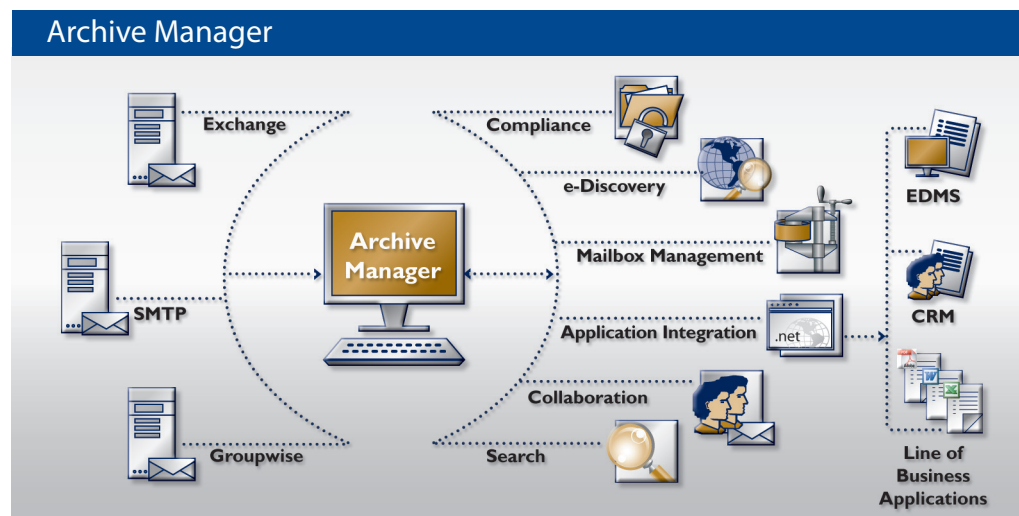 Archive Manager
Exchange
SMTP
Groupwise
Archive
Manager
Compliance
e-Discovery
Mailbox Management
Application Integration
.net
Collaboration
Search
EDMS
CRM
W
X
Line of
Business
Applications